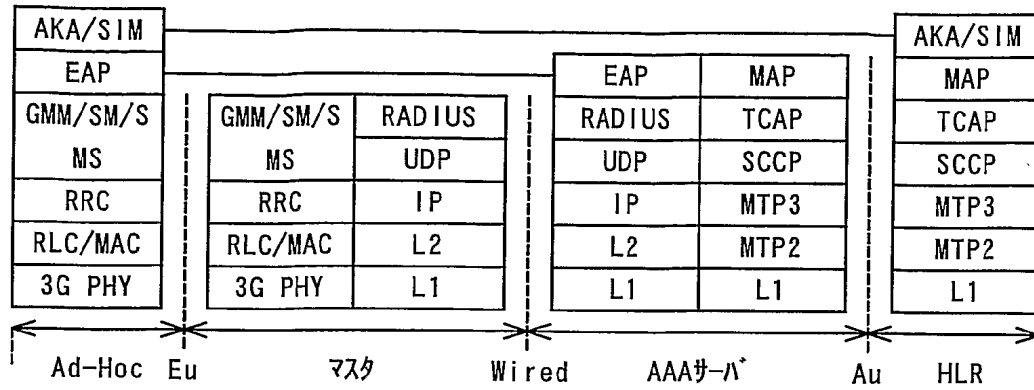 AKA/SIM
EAP
GMM/SM/S
MS
RRC
RLC/MAC
3G PHY
GMM/SM/S
MS
RRC
RLC/MAC
3G PHY
RADIUS
UDP
IP
L2
L1
EAP
RADIUS
UDP
IP
L2
L1
MAP
TCAP
SCCP
MTP3
MTP2
L1
AKA/SIM
MAP
TCAP
SCCP
MTP3
MTP2
L1
Ad-Hoc Eu マスタ Wired AAAサーバ Au HLR